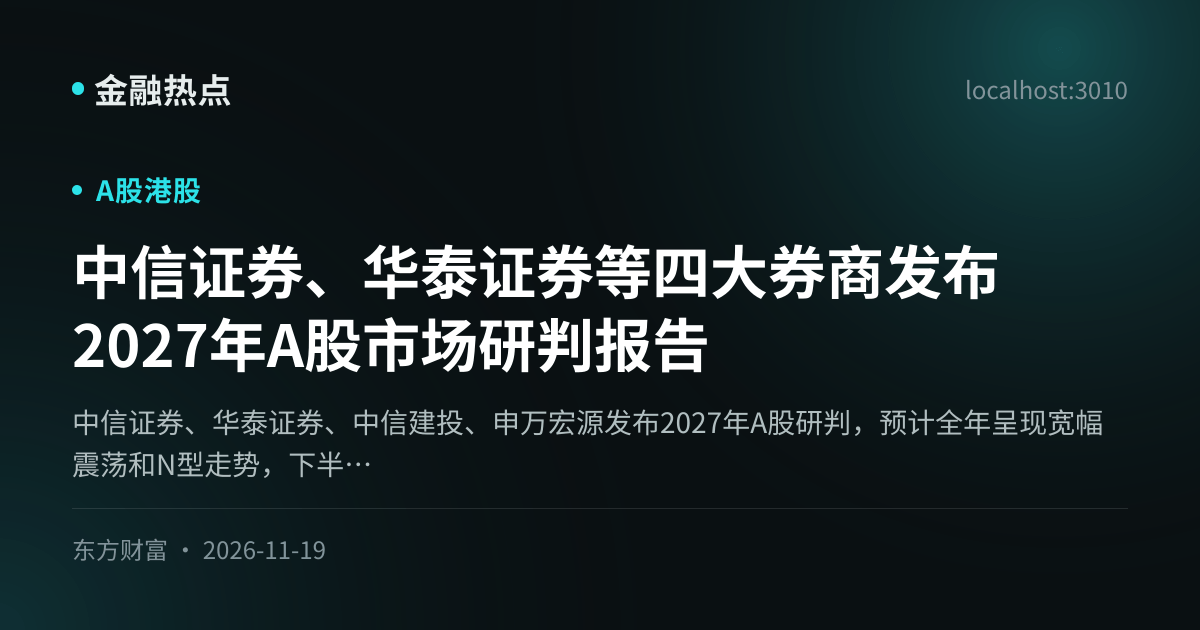 金融热点
localhost:3010
A股港股
中信证券、华泰证券等四大券商发布
2027年A股市场研判报告
中信证券、华泰证券、中信建投、申万宏源发布2027年A股研判，预计全年呈现宽幅
震荡和N型走势，下半…
东方财富 • 2026-11-19